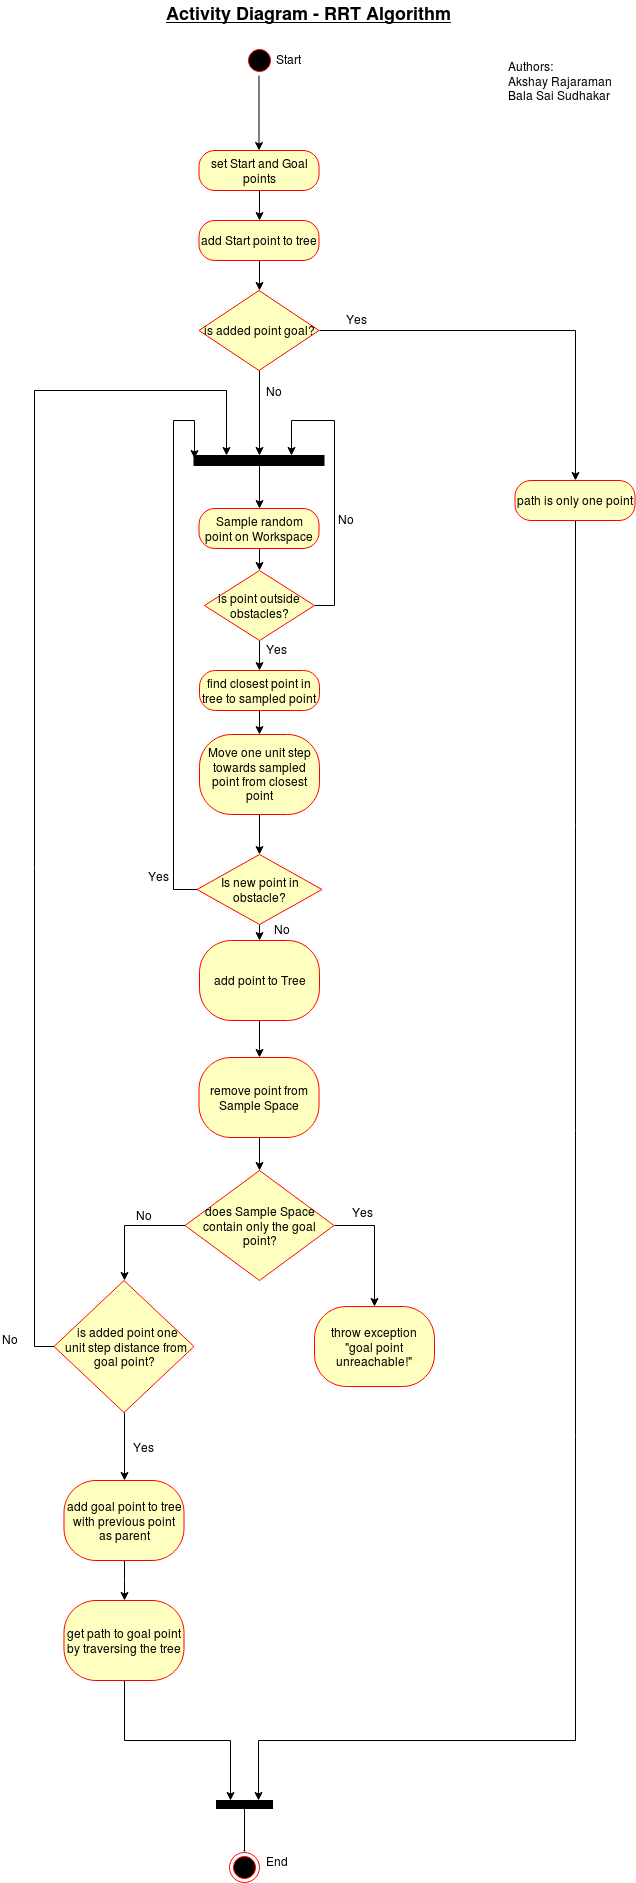 Activity Diagram - RRT Algorithm
Start
Authors:
Akshay Rajaraman
Bala Sai Sudhakar
set Start and Goal
points
add Start point to tree
is added point goal?
Yes
No
path is only one point
Sample random
point on Workspace
No
is point outside
obstacles?
Yes
find closest point in
tree to sampled point
Move one unit step
towards sampled
point from closest
point
Yes
Is new point in
obstacle?
No
add point to Tree
remove point from
Sample Space
does Sample Space
contain only the goal
point?
No
Yes
is added point one
unit step distance from
goal point?
No
throw exception
"goal point
unreachable!"
Yes
add goal point to tree
with previous point
as parent
get path to goal point
by traversing the tree
End